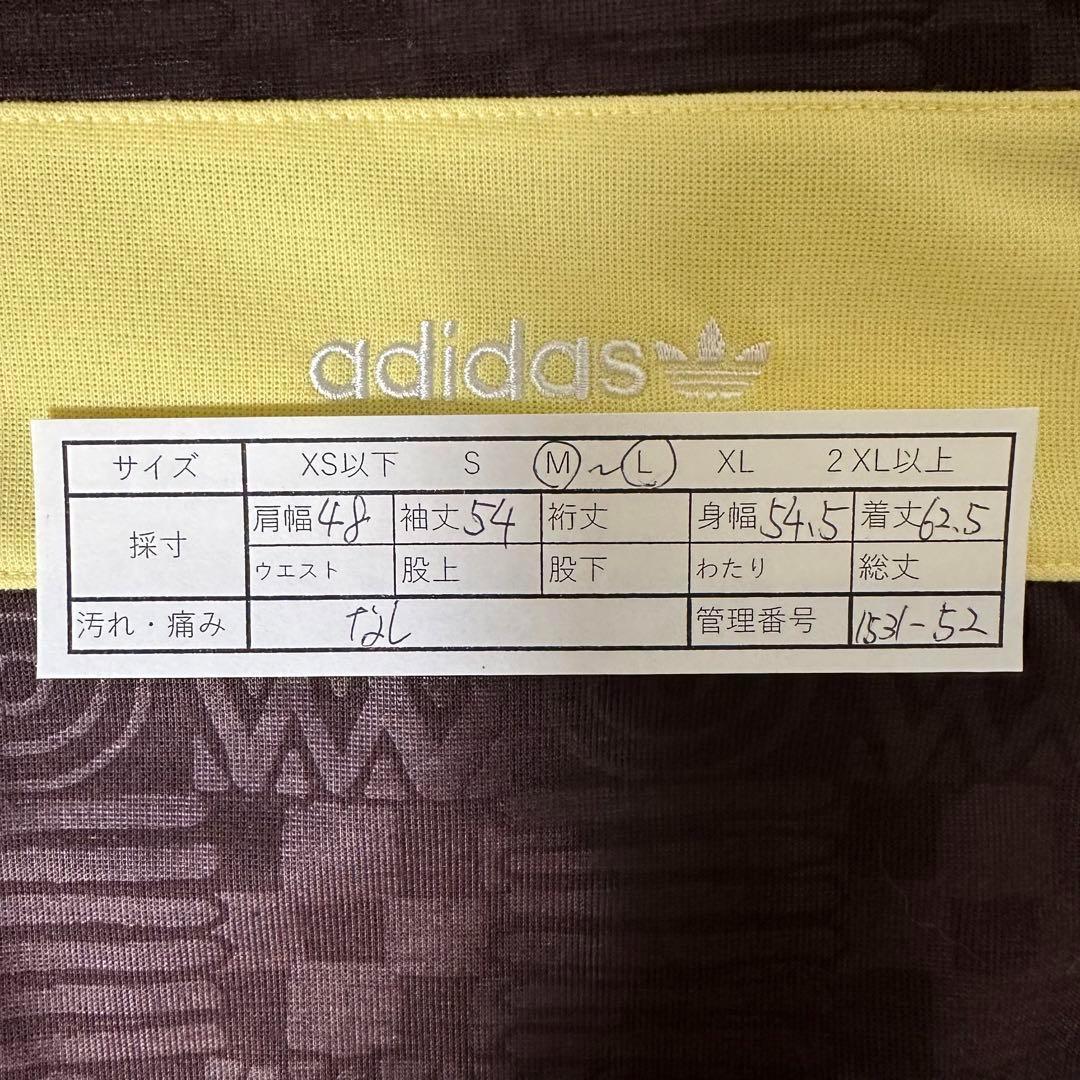 adidas
サイズ XS以下 S M～L XL 2XL以上
採寸 肩幅48 袖丈54 裄丈 身幅54.5 着丈62.5
ウエスト 股上 股下 わたり 総丈
汚れ・痛み なし 管理番号 1531-52